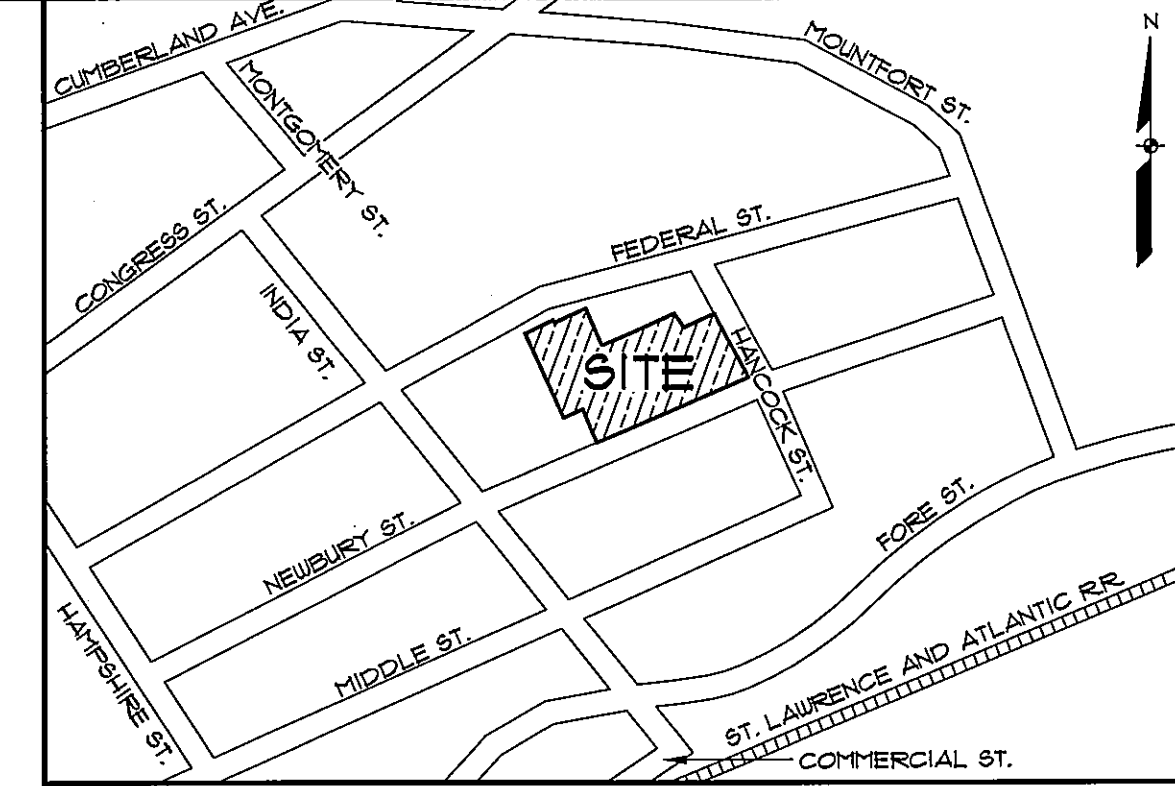 CUMBERLAND AVE.
MOUNTFORT ST.
N
MONTGOMERY ST.
CONGRESS ST.
FEDERAL ST.
INDIA ST.
SITE
HANCOCK ST.
NEWBURY ST.
FORE ST.
HAMPSHIRE ST.
MIDDLE ST.
ST. LAWRENCE AND ATLANTIC RR
COMMERCIAL ST.